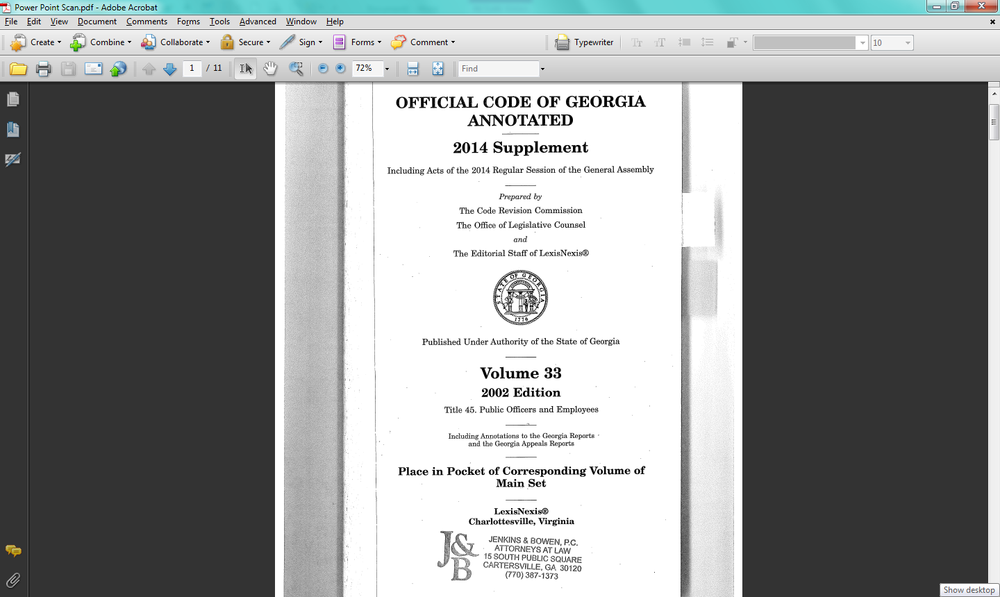 Power Point Scan.pdf - Adobe Acrobat
File Edit View Document Comments Forms Tools Advanced Window Help
Create Combine Collaborate Secure Sign Forms Comment Typewriter 10
1 / 11 72% Find
OFFICIAL CODE OF GEORGIA
ANNOTATED
2014 Supplement
Including Acts of the 2014 Regular Session of the General Assembly
Prepared by
The Code Revision Commission
The Office of Legislative Counsel
and
The Editorial Staff of LexisNexis®
STATE OF GEORGIA
CONSTITUTION
1776
Published Under Authority of the State of Georgia
Volume 33
2002 Edition
Title 45. Public Officers and Employees
Including Annotations to the Georgia Reports
and the Georgia Appeals Reports
Place in Pocket of Corresponding Volume of
Main Set
LexisNexis®
Charlottesville, Virginia
J&B
JENKINS & BOWEN, P.C.
ATTORNEYS AT LAW
15 SOUTH PUBLIC SQUARE
CARTERSVILLE, GA 30120
(770) 387-1373
Show desktop